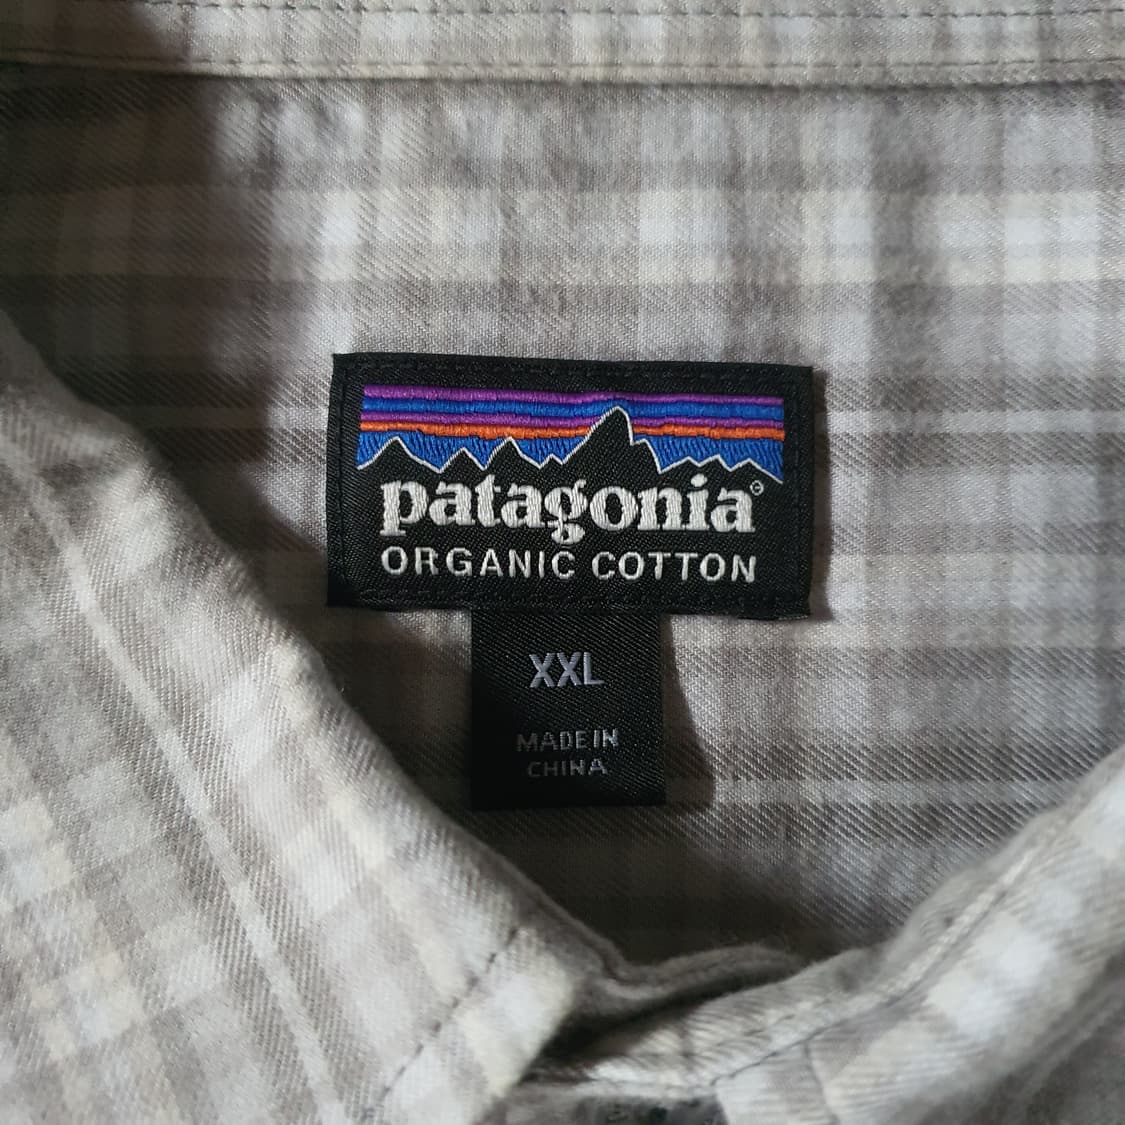 patagonia®
ORGANIC COTTON
XXL
MADE IN
CHINA